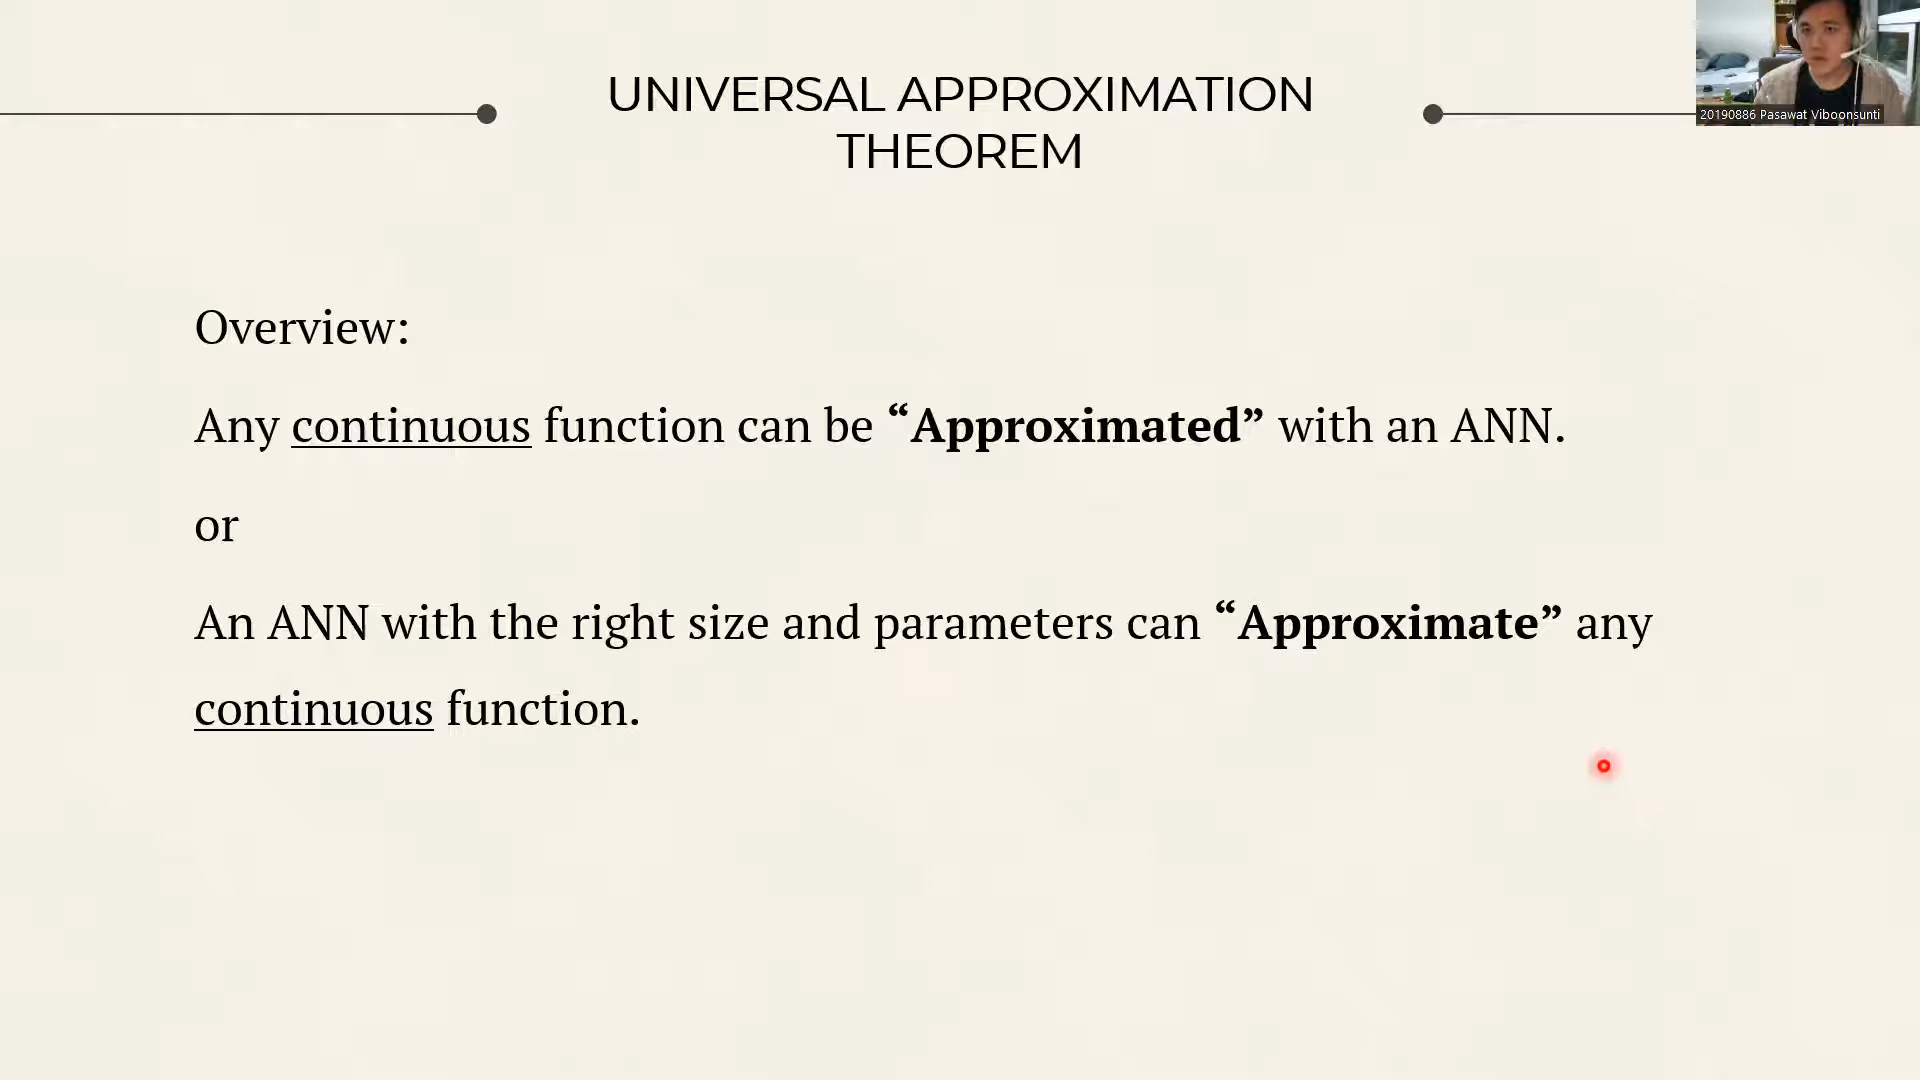 UNIVERSAL APPROXIMATION
THEOREM
20190886 Pasawat Viboonsunti
Overview:
Any continuous function can be “Approximated” with an ANN.
or
An ANN with the right size and parameters can “Approximate” any
continuous function.